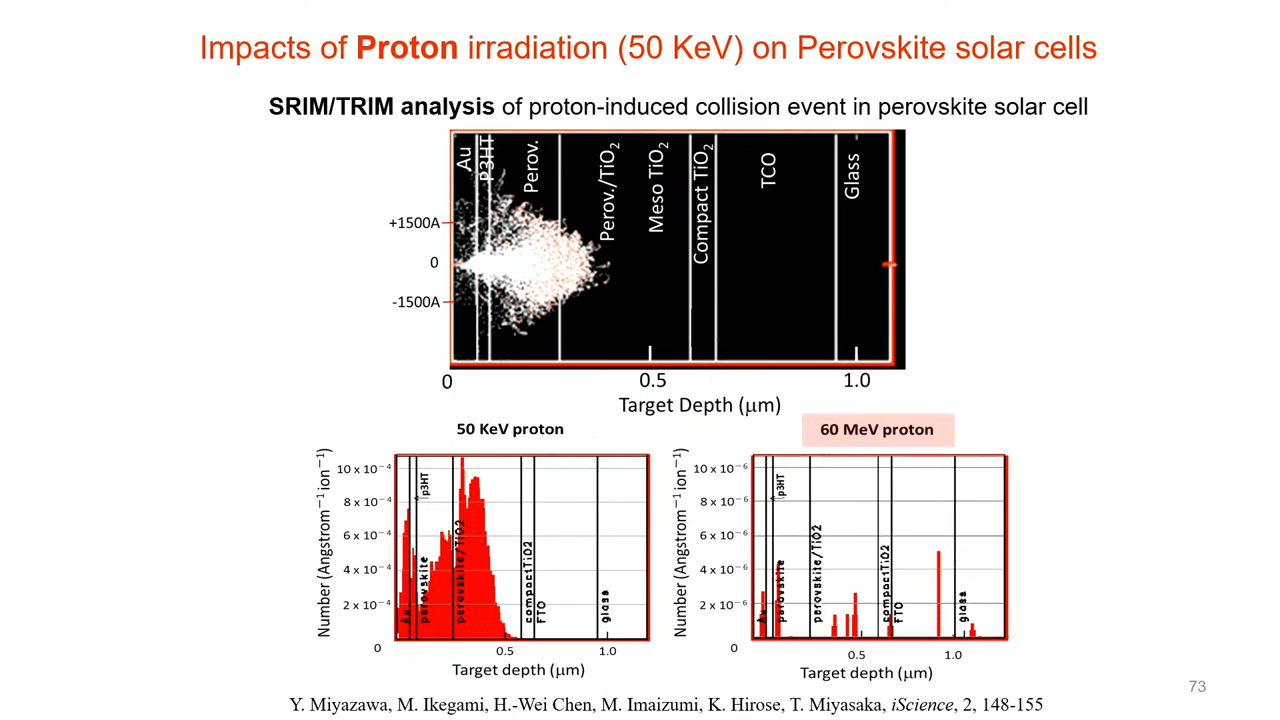 Impacts of Proton irradiation (50 KeV) on Perovskite solar cells
SRIM/TRIM analysis of proton-induced collision event in perovskite solar cell
Au
P3HT
Perov.
Perov./TiO₂
Meso TiO₂
Compact TiO₂
TCO
Glass
+1500A
0
-1500A
0
0.5
1.0
Target Depth (μm)
50 KeV proton
Number (Angstrom⁻¹ ion⁻¹)
10 x 10⁻⁴
8 x 10⁻⁴
6 x 10⁻⁴
4 x 10⁻⁴
2 x 10⁻⁴
0
Au
p3HT
perovskite
perovskite/TiO2
compactTiO2
FTO
glass
0.5
1.0
Target depth (μm)
60 MeV proton
Number (Angstrom⁻¹ ion⁻¹)
10 x 10⁻⁶
8 x 10⁻⁶
6 x 10⁻⁶
4 x 10⁻⁶
2 x 10⁻⁶
0
Au
p3HT
perovskite
perovskite/TiO2
compactTiO2
FTO
glass
0.5
1.0
Target depth (μm)
73
Y. Miyazawa, M. Ikegami, H.-Wei Chen, M. Imaizumi, K. Hirose, T. Miyasaka, iScience, 2, 148-155